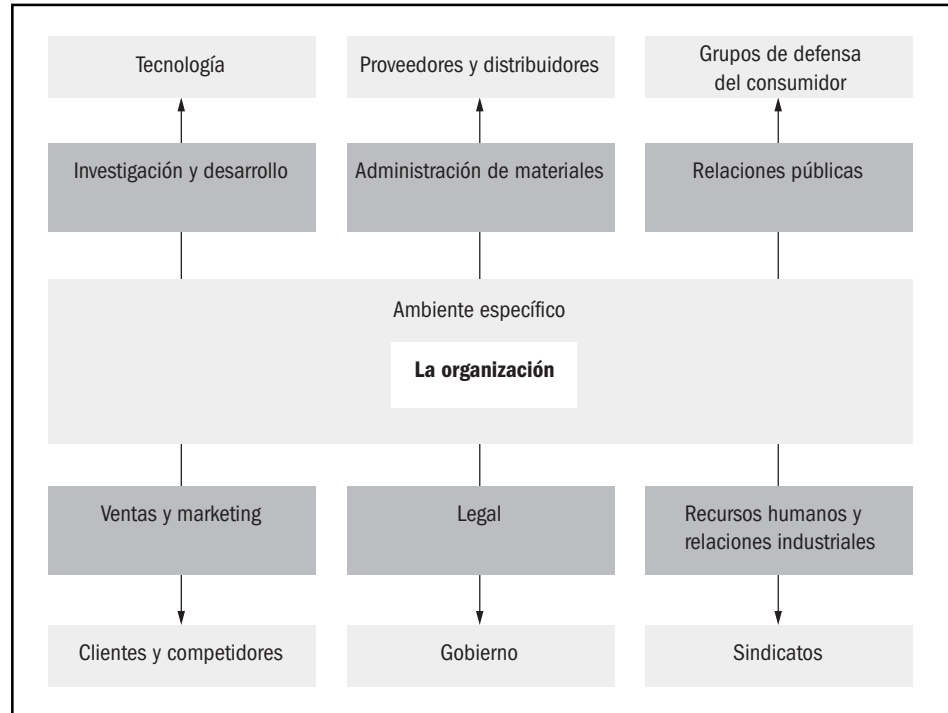 Tecnología
Proveedores y distribuidores
Grupos de defensa
del consumidor
Investigación y desarrollo
Administración de materiales
Relaciones públicas
Ambiente específico
La organización
Ventas y marketing
Legal
Recursos humanos y
relaciones industriales
Clientes y competidores
Gobierno
Sindicatos